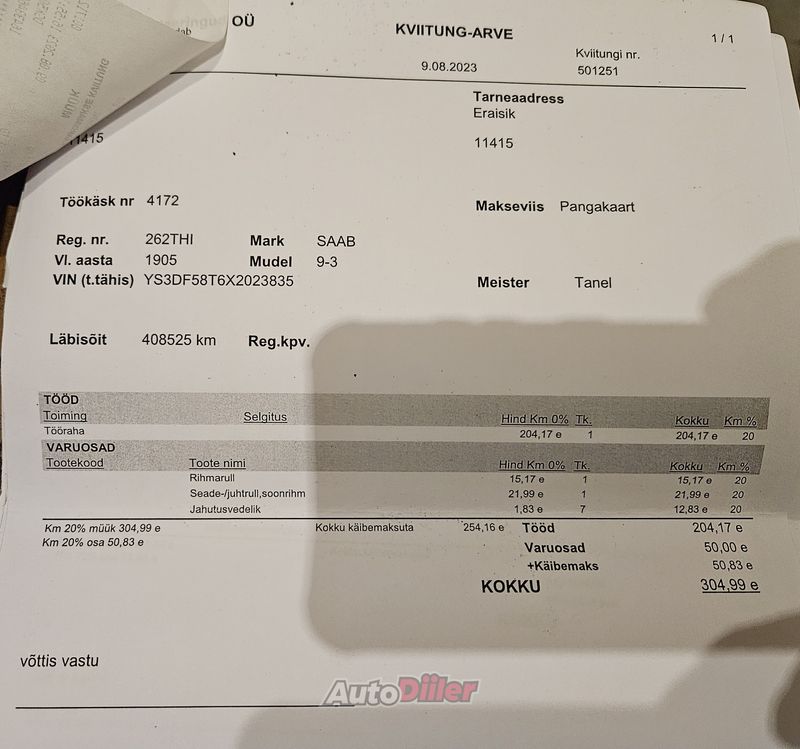 OÜ
KVIITUNG-ARVE
1 / 1
9.08.2023
Kviitungi nr.
501251
Tarneaadress
Eraisik
11415
11415
Töökäsk nr 4172
Makseviis Pangakaart
Reg. nr. 262THI Mark SAAB
Vl. aasta 1905 Mudel 9-3
VIN (t.tähis) YS3DF58T6X2023835
Meister Tanel
Läbisõit 408525 km Reg.kpv.
TÖÖD
Toiming Selgitus Hind Km 0% Tk. Kokku Km %
Tööraha 204,17 e 1 204,17 e 20
VARUOSAD
Tootekood Toote nimi Hind Km 0% Tk. Kokku Km %
Rihmarull 15,17 e 1 15,17 e 20
Seade-/juhtrull,soonrihm 21,99 e 1 21,99 e 20
Jahutusvedelik 1,83 e 7 12,83 e 20
Km 20% müük 304,99 e Kokku käibemaksuta 254,16 e Tööd 204,17 e
Km 20% osa 50,83 e Varuosad 50,00 e
+Käibemaks 50,83 e
KOKKU 304,99 e
võttis vastu
AutoDiiler